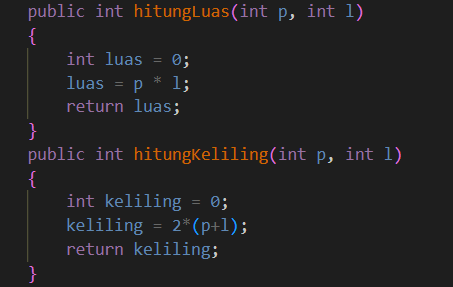 public int hitungLuas(int p, int l)
{
    int luas = 0;
    luas = p * l;
    return luas;
}
public int hitungKeliling(int p, int l)
{
    int keliling = 0;
    keliling = 2*(p+l);
    return keliling;
}